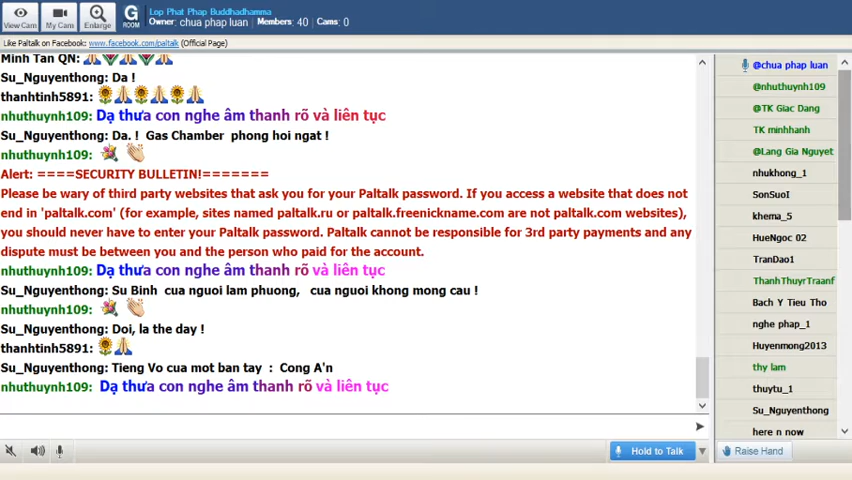 Lop Phat Phap Buddhadhamma
G
ROOM
Owner: chua phap luan Members: 40 Cams: 0
View Cam My Cam Enlarge
Like Paltalk on Facebook: www.facebook.com/paltalk (Official Page)
Minh Tan QN:
Su_Nguyenthong: Da !
thanhtinh5891:
nhuthuynh109: Dạ thưa con nghe âm thanh rõ và liên tục
Su_Nguyenthong: Da. ! Gas Chamber phong hoi ngat !
nhuthuynh109:
Alert: ====SECURITY BULLETIN!=======
Please be wary of third party websites that ask you for your Paltalk password. If you access a website that does not
end in 'paltalk.com' (for example, sites named paltalk.ru or paltalk.freenickname.com are not paltalk.com websites),
you should never have to enter your Paltalk password. Paltalk cannot be responsible for 3rd party payments and any
dispute must be between you and the person who paid for the account.
nhuthuynh109: Dạ thưa con nghe âm thanh rõ và liên tục
Su_Nguyenthong: Su Binh cua nguoi lam phuong, cua nguoi khong mong cau !
nhuthuynh109:
Su_Nguyenthong: Doi, la the day !
thanhtinh5891:
Su_Nguyenthong: Tieng Vo cua mot ban tay : Cong A'n
nhuthuynh109: Dạ thưa con nghe âm thanh rõ và liên tục
Hold to Talk
@chua phap luan
@nhuthuynh109
@TK Giac Dang
TK minhhanh
@Lang Gia Nguyet
nhukhong_1
SonSuoI
khema_5
HueNgoc 02
TranDao1
ThanhThuyrTraanf
Bach Y Tieu Tho
nghe phap_1
Huyenmong2013
thy lam
thuytu_1
Su_Nguyenthong
here n now
Raise Hand